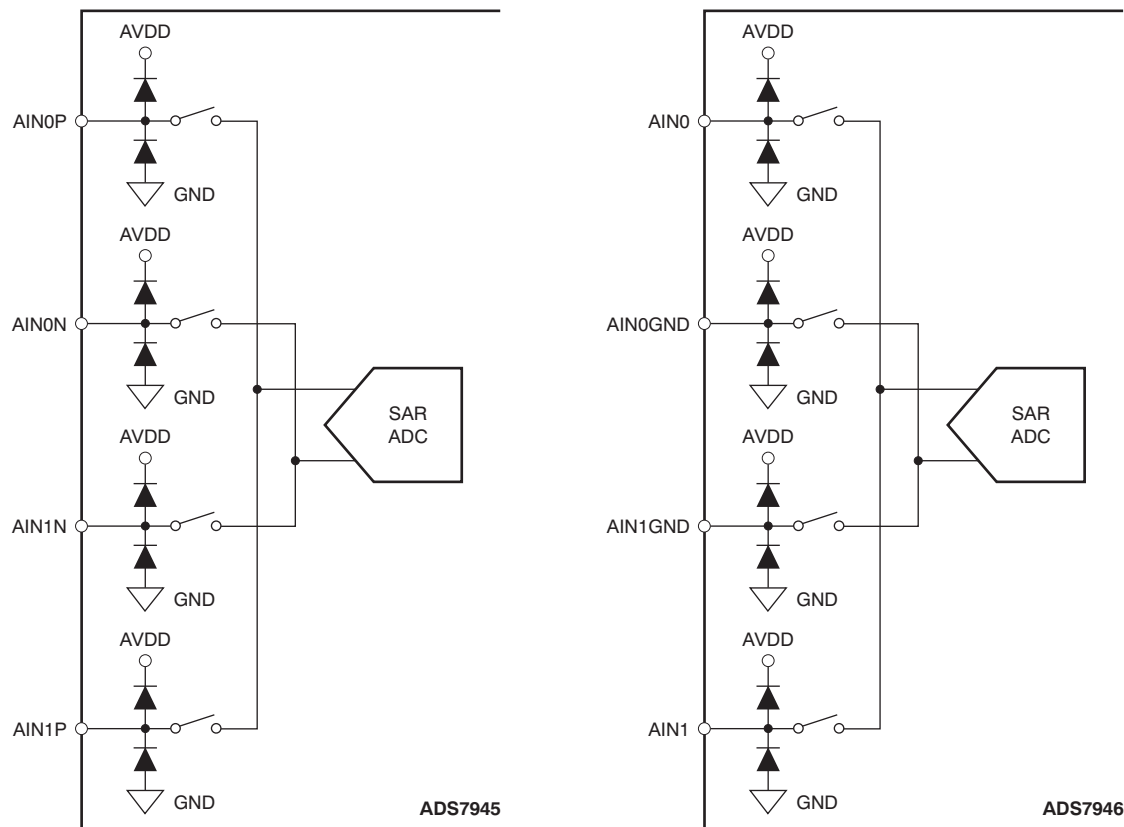 AVDD
AIN0P
GND
AVDD
AIN0N
GND
SAR
ADC
AVDD
AIN1N
GND
AVDD
AIN1P
GND
ADS7945
AVDD
AIN0
GND
AVDD
AIN0GND
GND
SAR
ADC
AVDD
AIN1GND
GND
AVDD
AIN1
GND
ADS7946